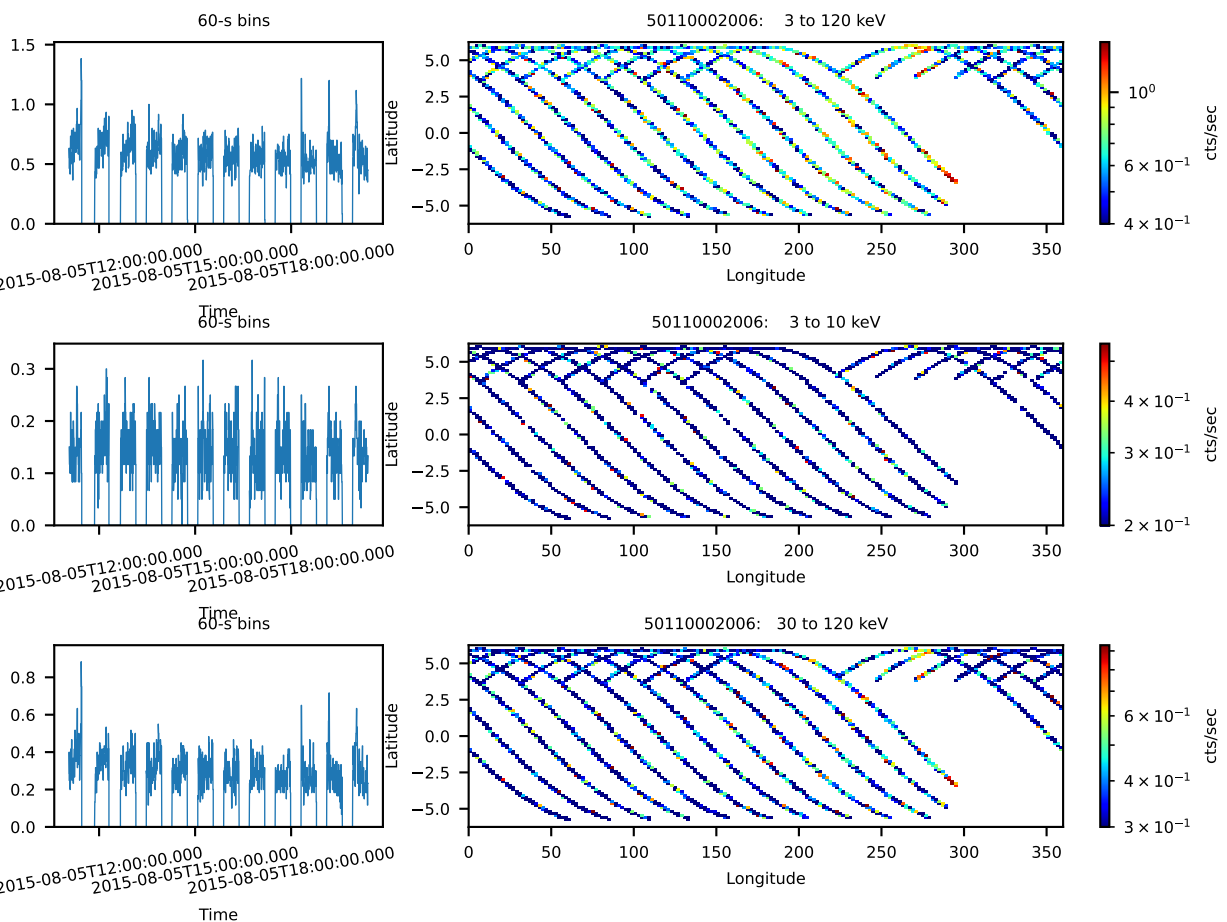 60-s bins
50110002006:    3 to 120 keV
1.5
1.0
0.5
0.0
Latitude
5.0
2.5
0.0
−2.5
−5.0
10^0
6 × 10^−1
4 × 10^−1
cts/sec
0 50 100 150 200 250 300 350
2015-08-05T12:00:00.000
2015-08-05T15:00:00.000
2015-08-05T18:00:00.000
Longitude
Time
60-s bins
50110002006:    3 to 10 keV
0.3
0.2
0.1
0.0
Latitude
5.0
2.5
0.0
−2.5
−5.0
4 × 10^−1
3 × 10^−1
2 × 10^−1
cts/sec
0 50 100 150 200 250 300 350
2015-08-05T12:00:00.000
2015-08-05T15:00:00.000
2015-08-05T18:00:00.000
Longitude
Time
60-s bins
50110002006:    30 to 120 keV
0.8
0.6
0.4
0.2
0.0
Latitude
5.0
2.5
0.0
−2.5
−5.0
6 × 10^−1
4 × 10^−1
3 × 10^−1
cts/sec
0 50 100 150 200 250 300 350
2015-08-05T12:00:00.000
2015-08-05T15:00:00.000
2015-08-05T18:00:00.000
Longitude
Time